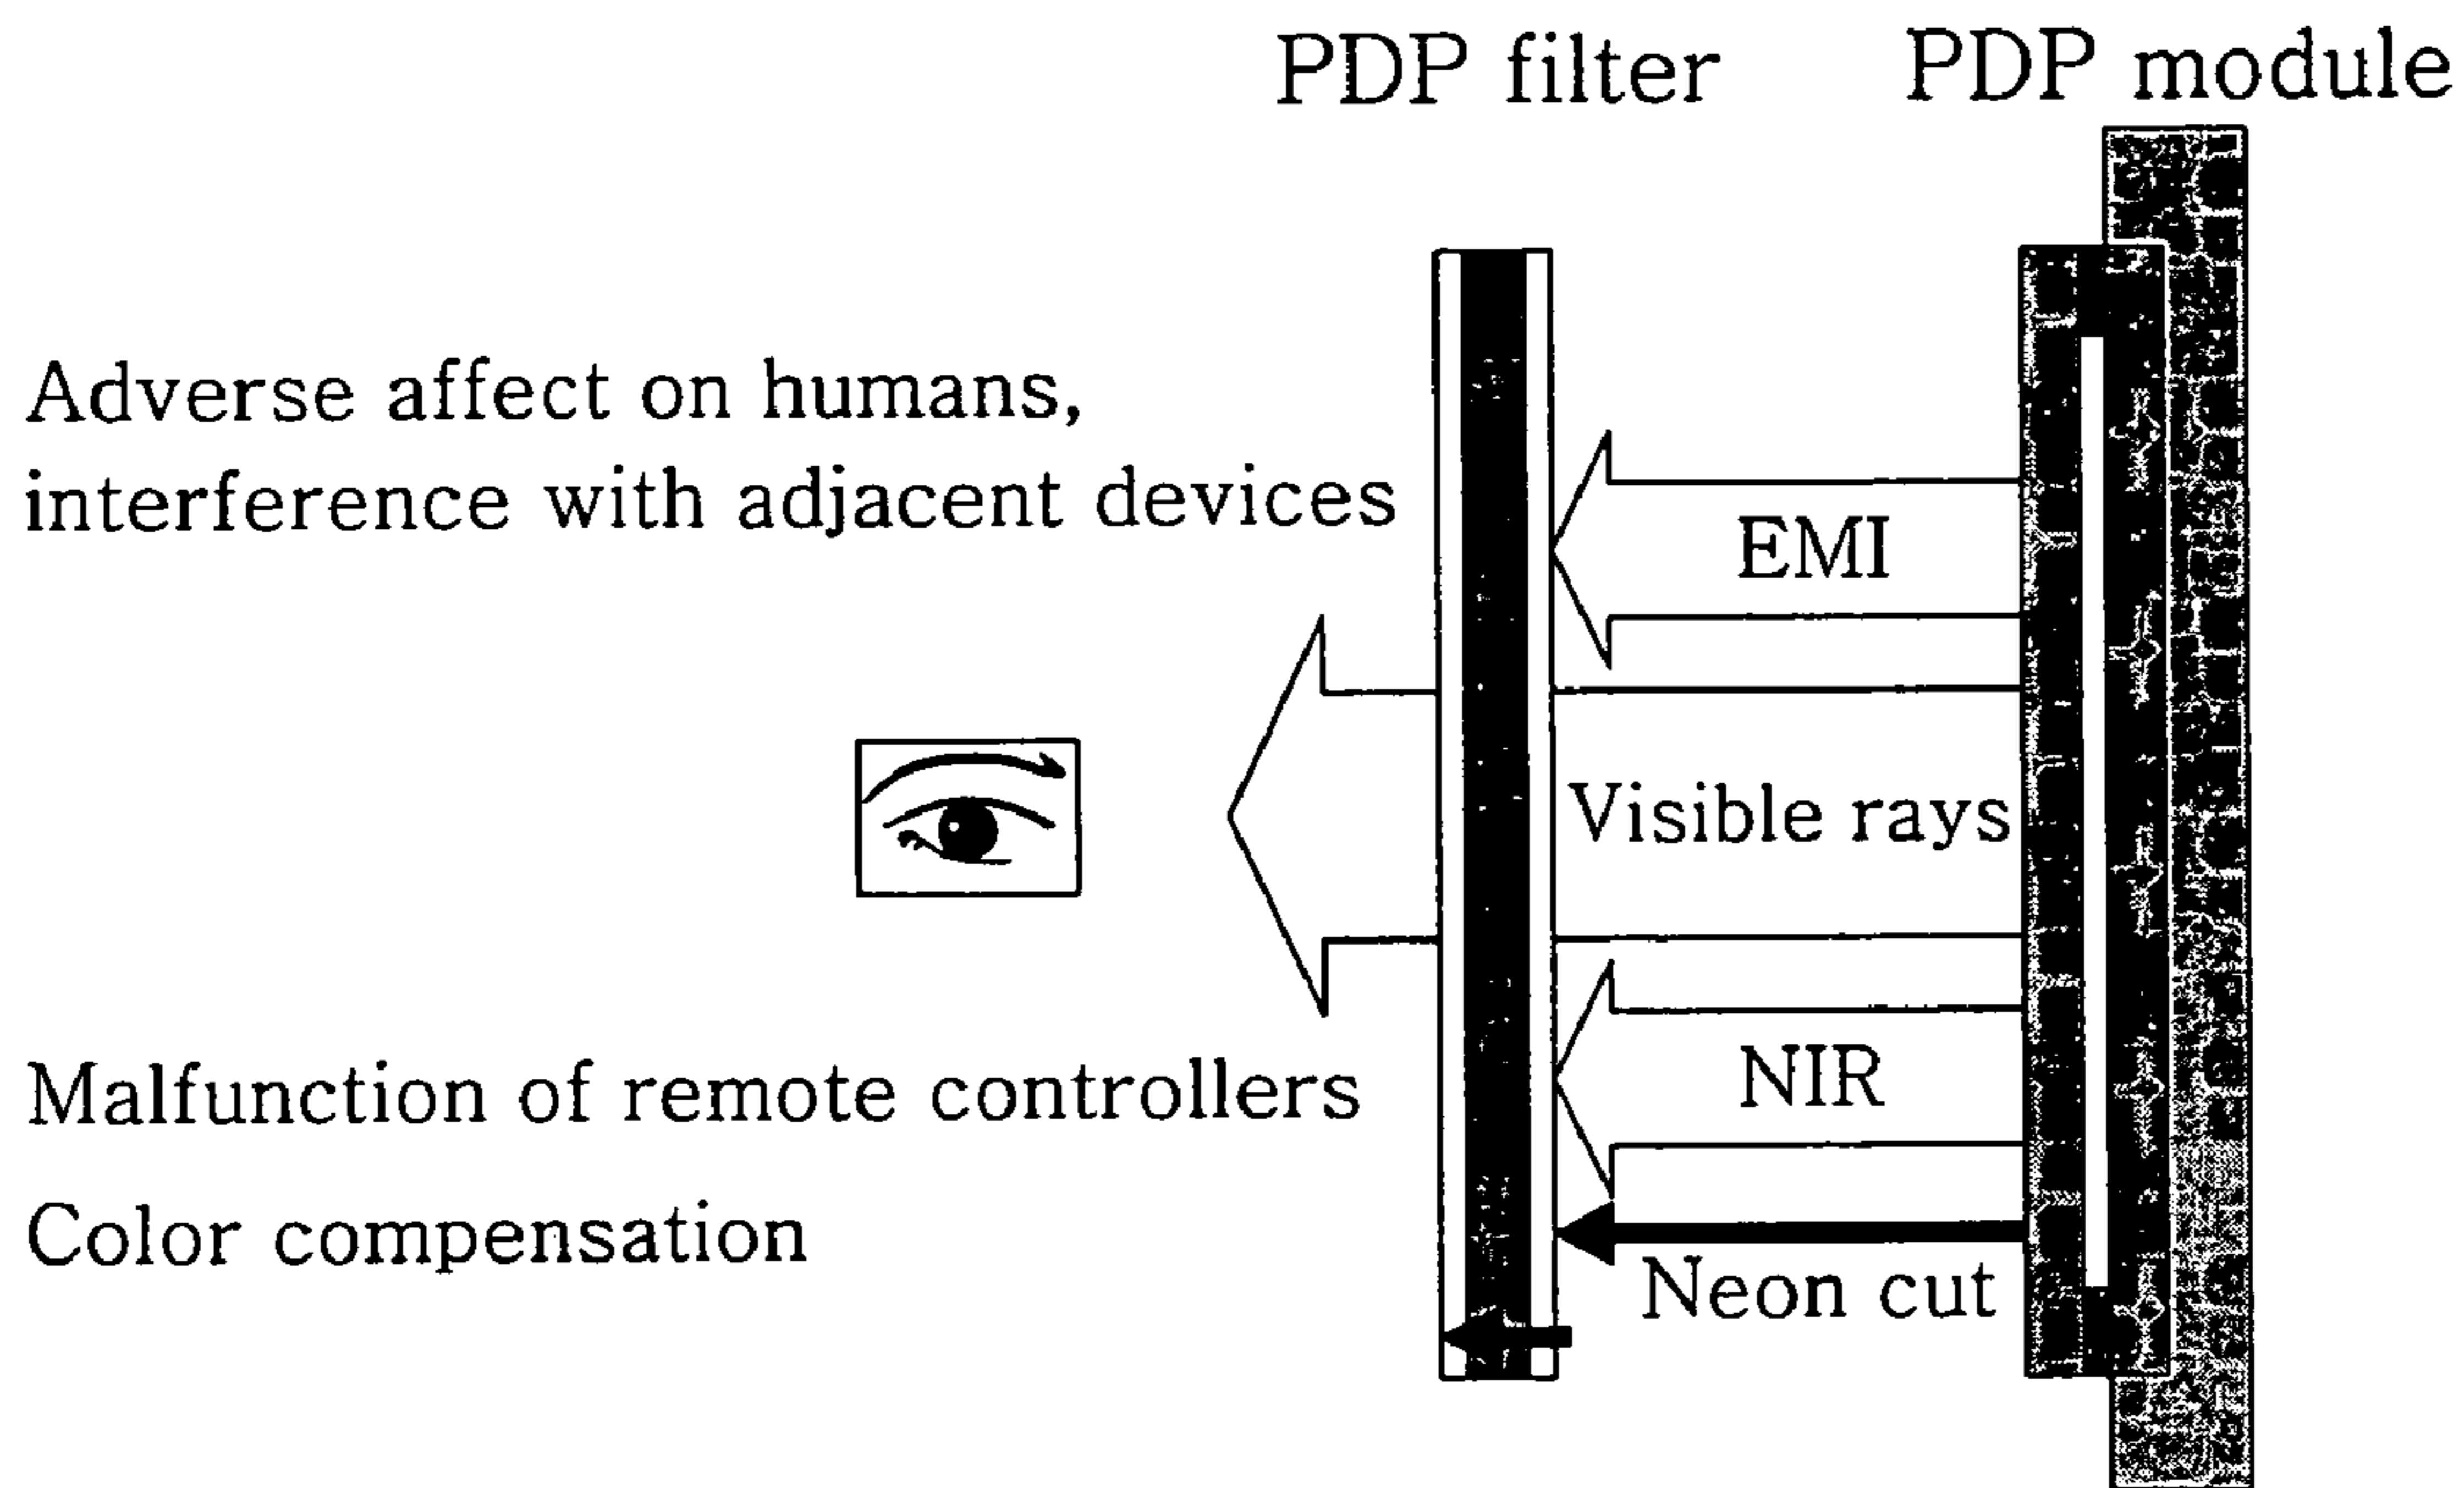 PDP filter
PDP module
Adverse affect on humans,
interference with adjacent devices
EMI
Visible rays
Malfunction of remote controllers
NIR
Color compensation
Neon cut